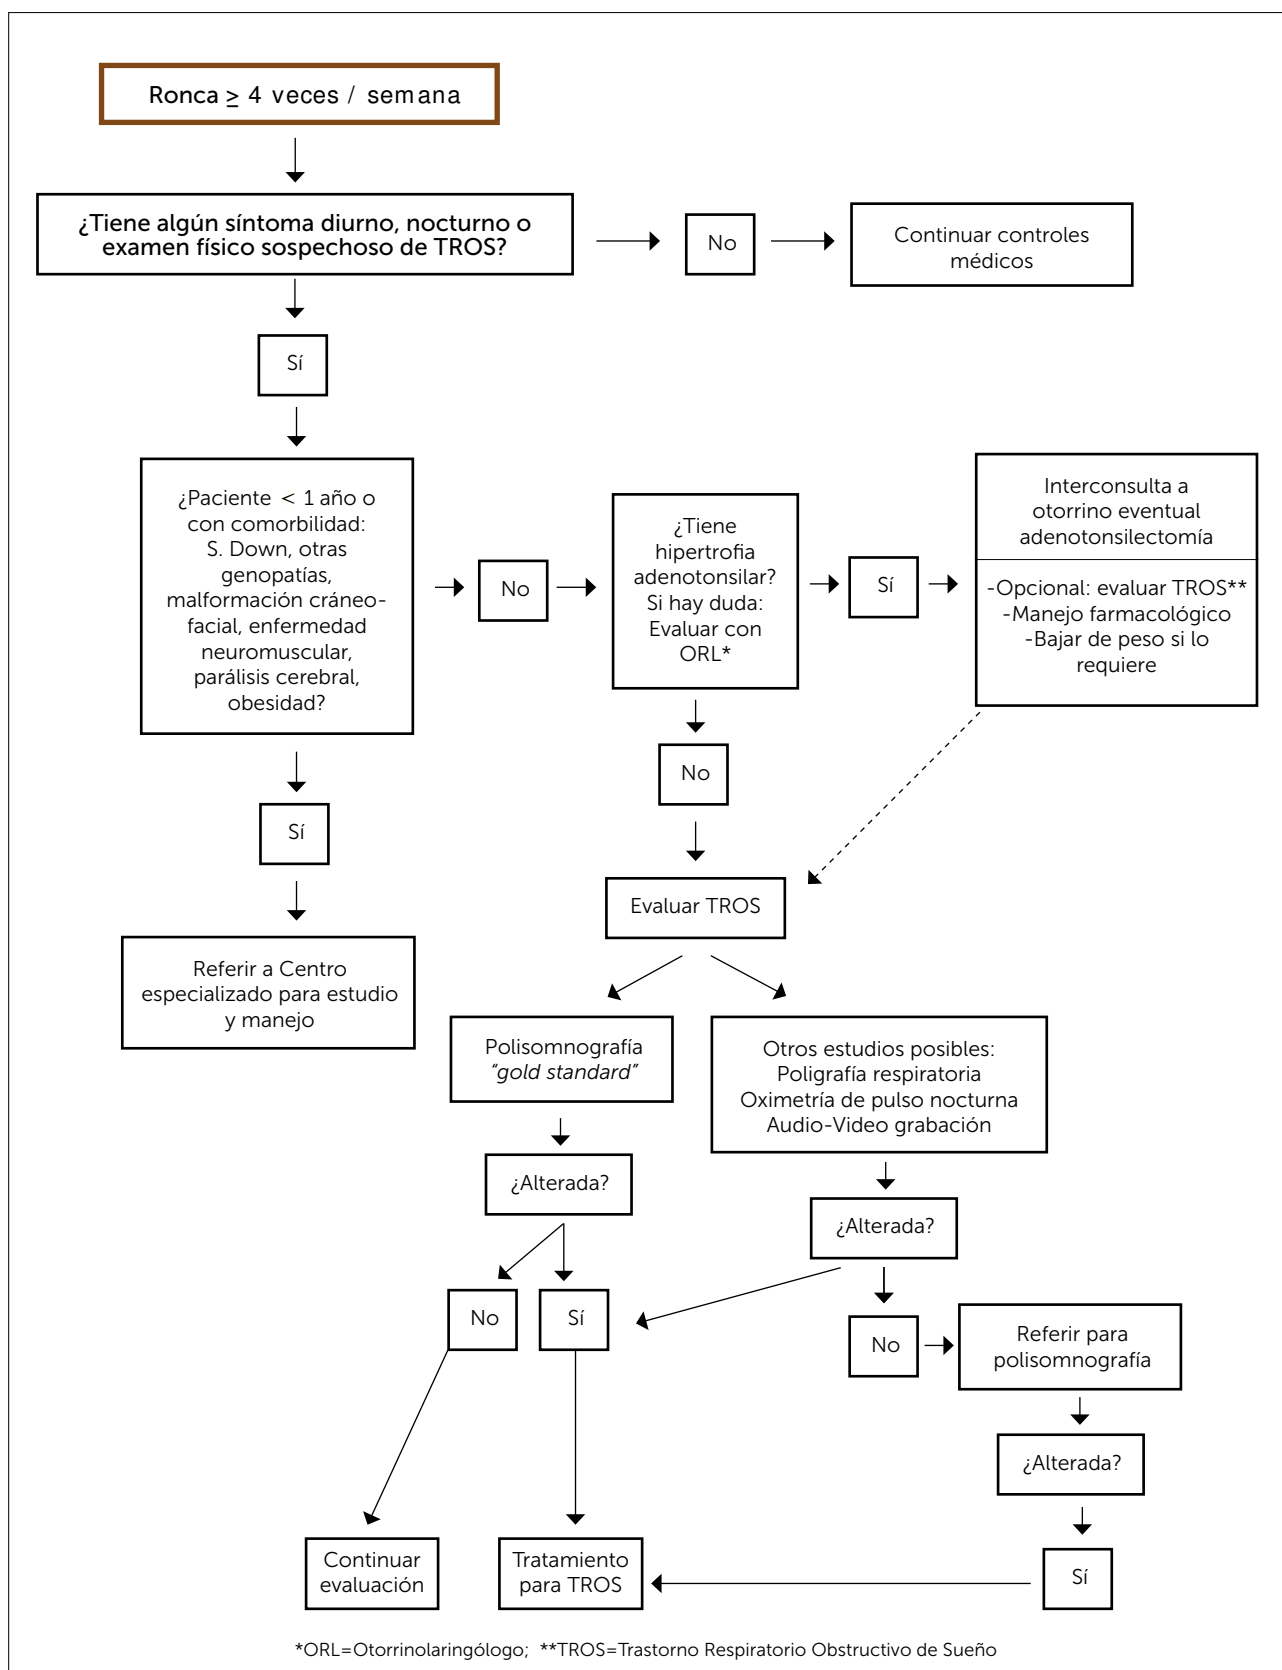 Ronca ≥ 4 veces / semana
¿Tiene algún síntoma diurno, nocturno o
examen físico sospechoso de TROS?
No
Continuar controles
médicos
Sí
¿Paciente < 1 año o
con comorbilidad:
S. Down, otras
genopatías,
malformación cráneo-
facial, enfermedad
neuromuscular,
parálisis cerebral,
obesidad?
No
¿Tiene
hipertrofia
adenotonsilar?
Si hay duda:
Evaluar con
ORL*
Sí
Interconsulta a
otorrino eventual
adenotonsilectomía
-Opcional: evaluar TROS**
-Manejo farmacológico
-Bajar de peso si lo
requiere
No
Sí
Evaluar TROS
Referir a Centro
especializado para estudio
y manejo
Polisomnografía
"gold standard"
Otros estudios posibles:
Poligrafía respiratoria
Oximetría de pulso nocturna
Audio-Video grabación
¿Alterada?
¿Alterada?
No
Sí
No
Referir para
polisomnografía
¿Alterada?
Continuar
evaluación
Tratamiento
para TROS
Sí
*ORL=Otorrinolaringólogo; **TROS=Trastorno Respiratorio Obstructivo de Sueño